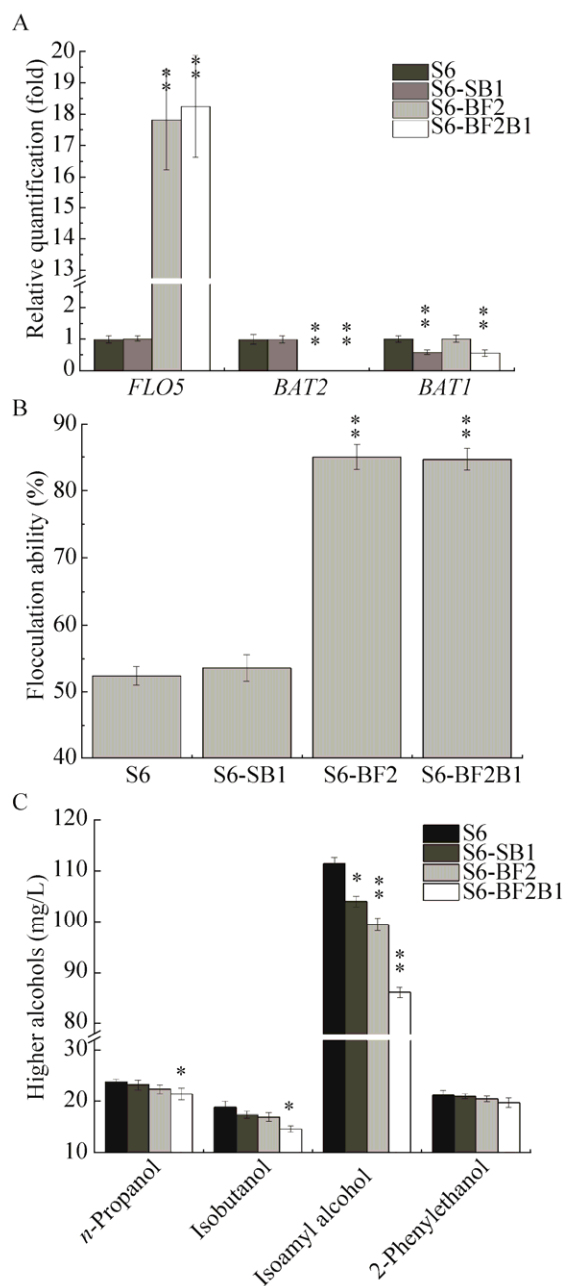 A
Relative quantification (fold)
20
19
18
17
16
15
14
13
2
1
0
S6
S6-SB1
S6-BF2
S6-BF2B1
**
**
**
**
**
**
FLO5
BAT2
BAT1
B
Flocculation ability (%)
90
80
70
60
50
40
**
**
S6
S6-SB1
S6-BF2
S6-BF2B1
C
Higher alcohols (mg/L)
120
110
100
90
80
30
20
10
S6
S6-SB1
S6-BF2
S6-BF2B1
*
*
*
**
**
n-Propanol
Isobutanol
Isoamyl alcohol
2-Phenylethanol